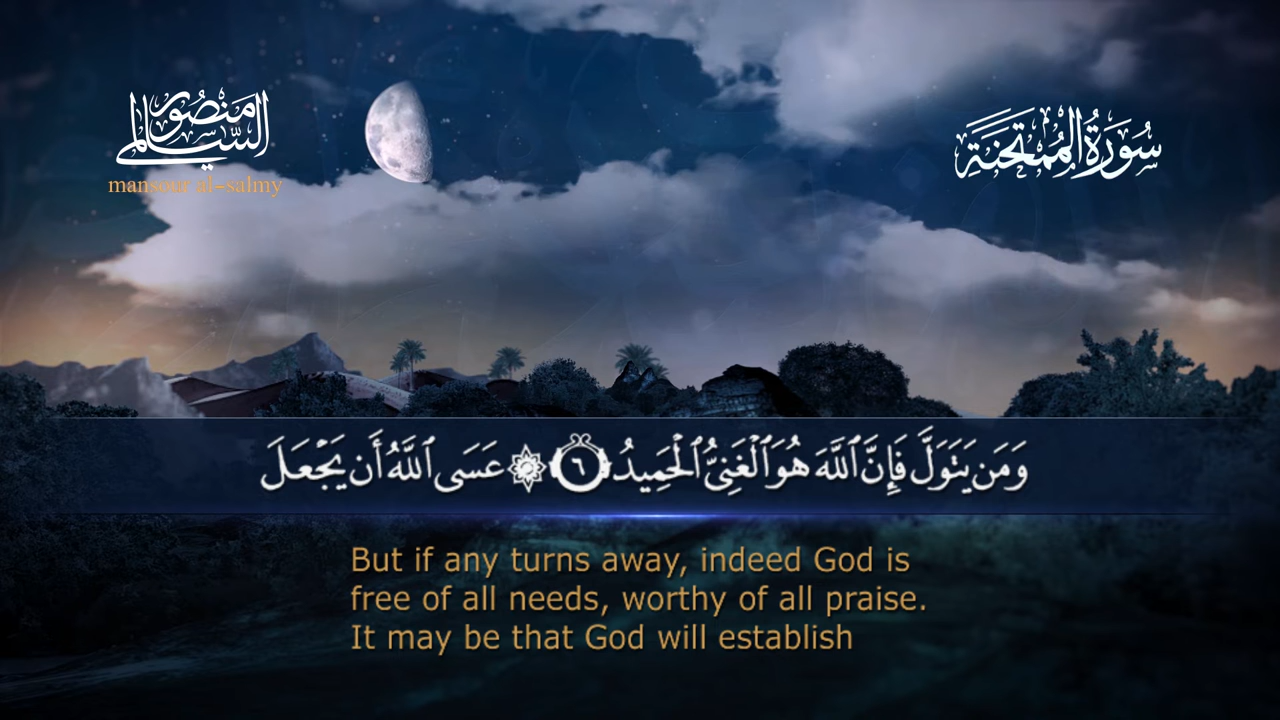 منصور السالمي
mansour al-salmy
سُورَةُ المُمْتَحنَة
وَمَن يَتَوَلَّ فَإِنَّ ٱللَّهَ هُوَ ٱلْغَنِىُّ ٱلْحَمِيدُ ٦ ۞ عَسَى ٱللَّهُ أَن يَجْعَلَ
But if any turns away, indeed God is
free of all needs, worthy of all praise.
It may be that God will establish